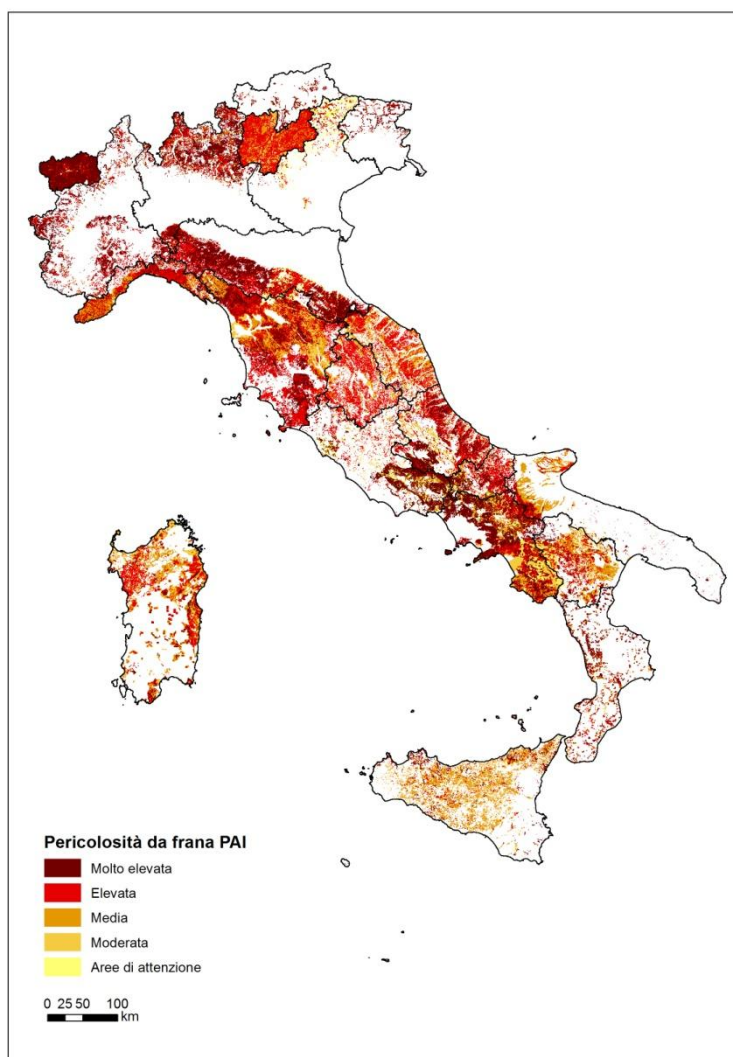 Pericolosità da frana PAI
Molto elevata
Elevata
Media
Moderata
Aree di attenzione
0 25 50 100
km